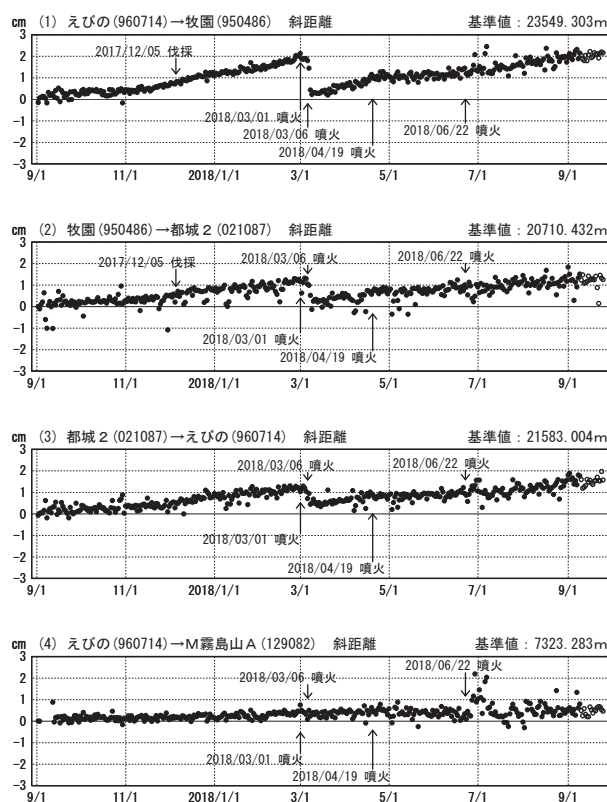 cm (1) えびの(960714)→牧園(950486) 斜距離 基準値：23549.303m
3
2017/12/05 伐採
2
1
0
2018/03/01 噴火
-1
2018/03/06 噴火
2018/06/22 噴火
-2
2018/04/19 噴火
-3
9/1 11/1 2018/1/1 3/1 5/1 7/1 9/1
cm (2) 牧園(950486)→都城２(021087) 斜距離 基準値：20710.432m
3
2018/03/06 噴火 2018/06/22 噴火
2017/12/05 伐採
2
1
0
-1
2018/03/01 噴火
-2
2018/04/19 噴火
-3
9/1 11/1 2018/1/1 3/1 5/1 7/1 9/1
cm (3) 都城２(021087)→えびの(960714) 斜距離 基準値：21583.004m
3
2018/03/06 噴火 2018/06/22 噴火
2
1
0
-1
2018/03/01 噴火
-2
2018/04/19 噴火
-3
9/1 11/1 2018/1/1 3/1 5/1 7/1 9/1
cm (4) えびの(960714)→Ｍ霧島山Ａ(129082) 斜距離 基準値：7323.283m
3
2018/06/22 噴火
2018/03/06 噴火
2
1
0
-1
2018/03/01 噴火
-2
2018/04/19 噴火
-3
9/1 11/1 2018/1/1 3/1 5/1 7/1 9/1